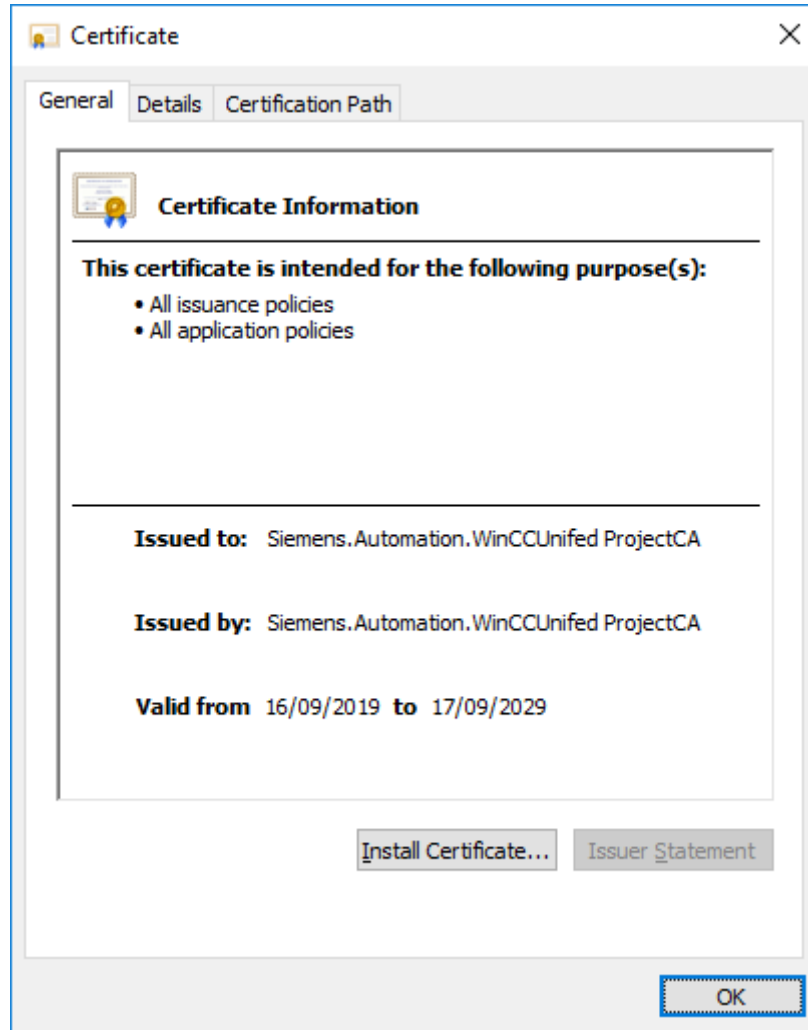 Certificate
General Details Certification Path
Certificate Information
This certificate is intended for the following purpose(s):
• All issuance policies
• All application policies
Issued to: Siemens.Automation.WinCCUnifed ProjectCA
Issued by: Siemens.Automation.WinCCUnifed ProjectCA
Valid from 16/09/2019 to 17/09/2029
Install Certificate... Issuer Statement
OK